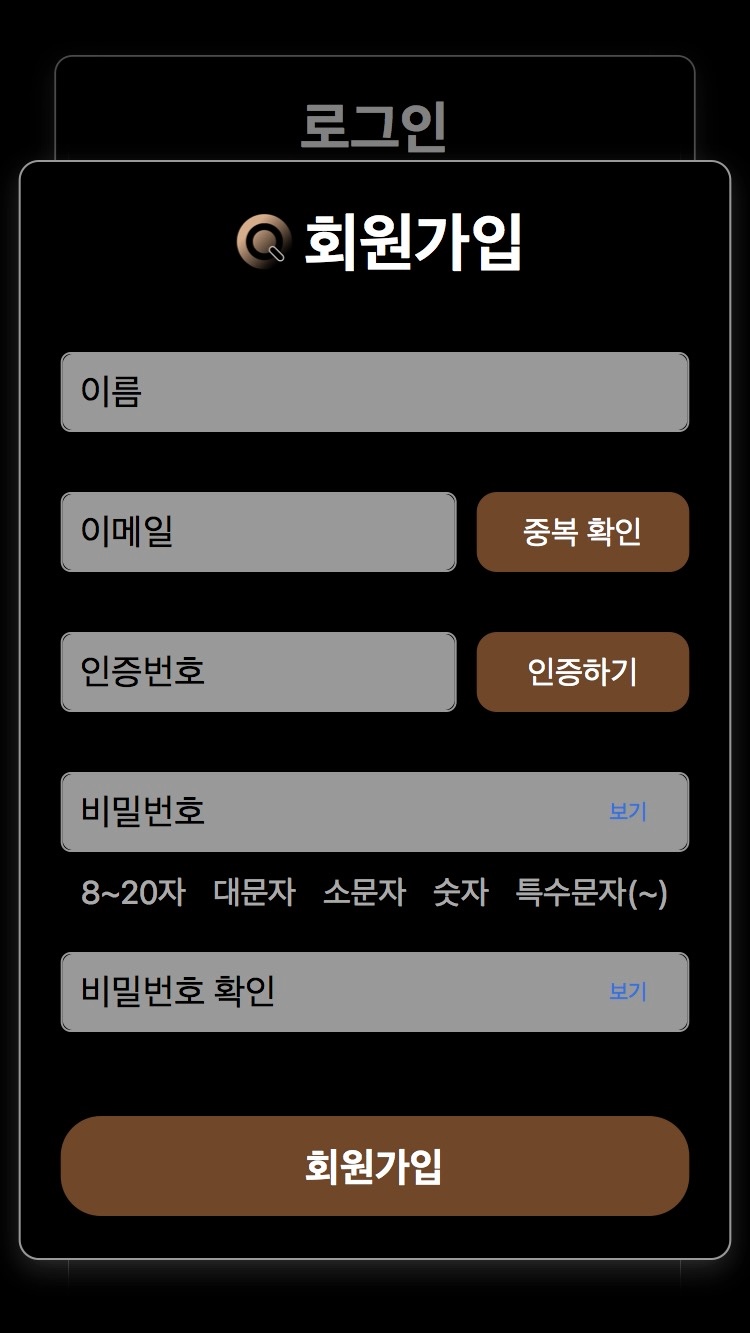 로그인
회원가입
이름
이메일 중복 확인
인증번호 인증하기
비밀번호 보기
8~20자 대문자 소문자 숫자 특수문자(~)
비밀번호 확인 보기
회원가입